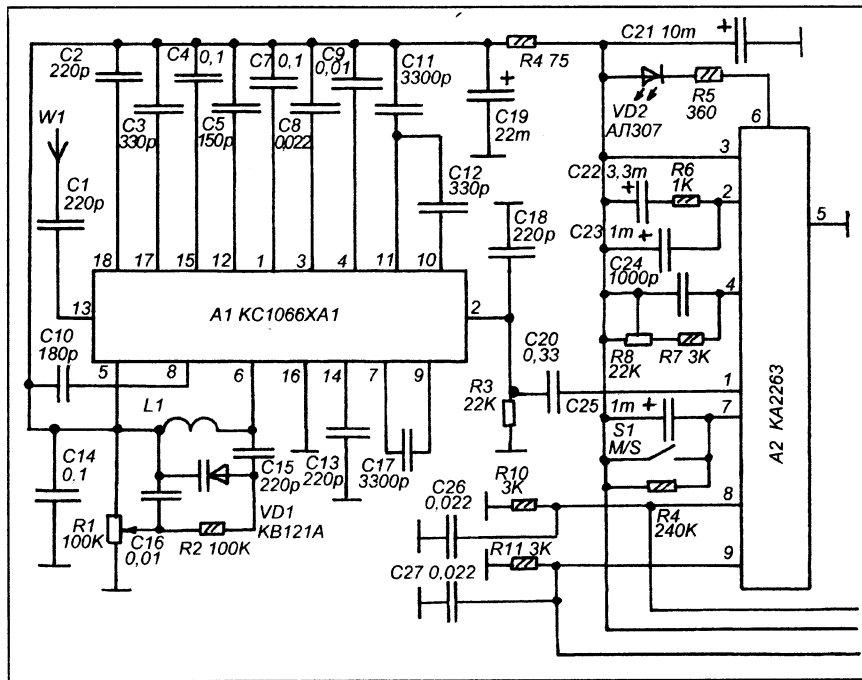 C2
220p
C4
0,1
C7
0,1
C9
0,01
C11
3300p
R4 75
C21 10m
+
W1
C3
330p
C5
150p
C8
0,022
+
C19
22m
VD2
АЛ307
R5
360
6
3
C12
330p
C22 3,3m
+
R6
1K
2
C1
220p
C18
220p
C23 1m
+
5
C24
1000p
18
17
15
12
1
3
4
11
10
4
13
A1 KC1066XA1
2
C10
180p
C20
0,33
R8
22K
R7 3K
5
8
6
16
14
7
9
R3
22K
1
L1
C25
1m
+
7
S1
M/S
A2 KA2263
C14
0,1
C15
220p
C13
220p
C17
3300p
R10
3K
C26
0,022
R4
240K
8
R1
100K
C16
0,01
R2 100K
VD1
KB121A
R11 3K
9
C27 0,022